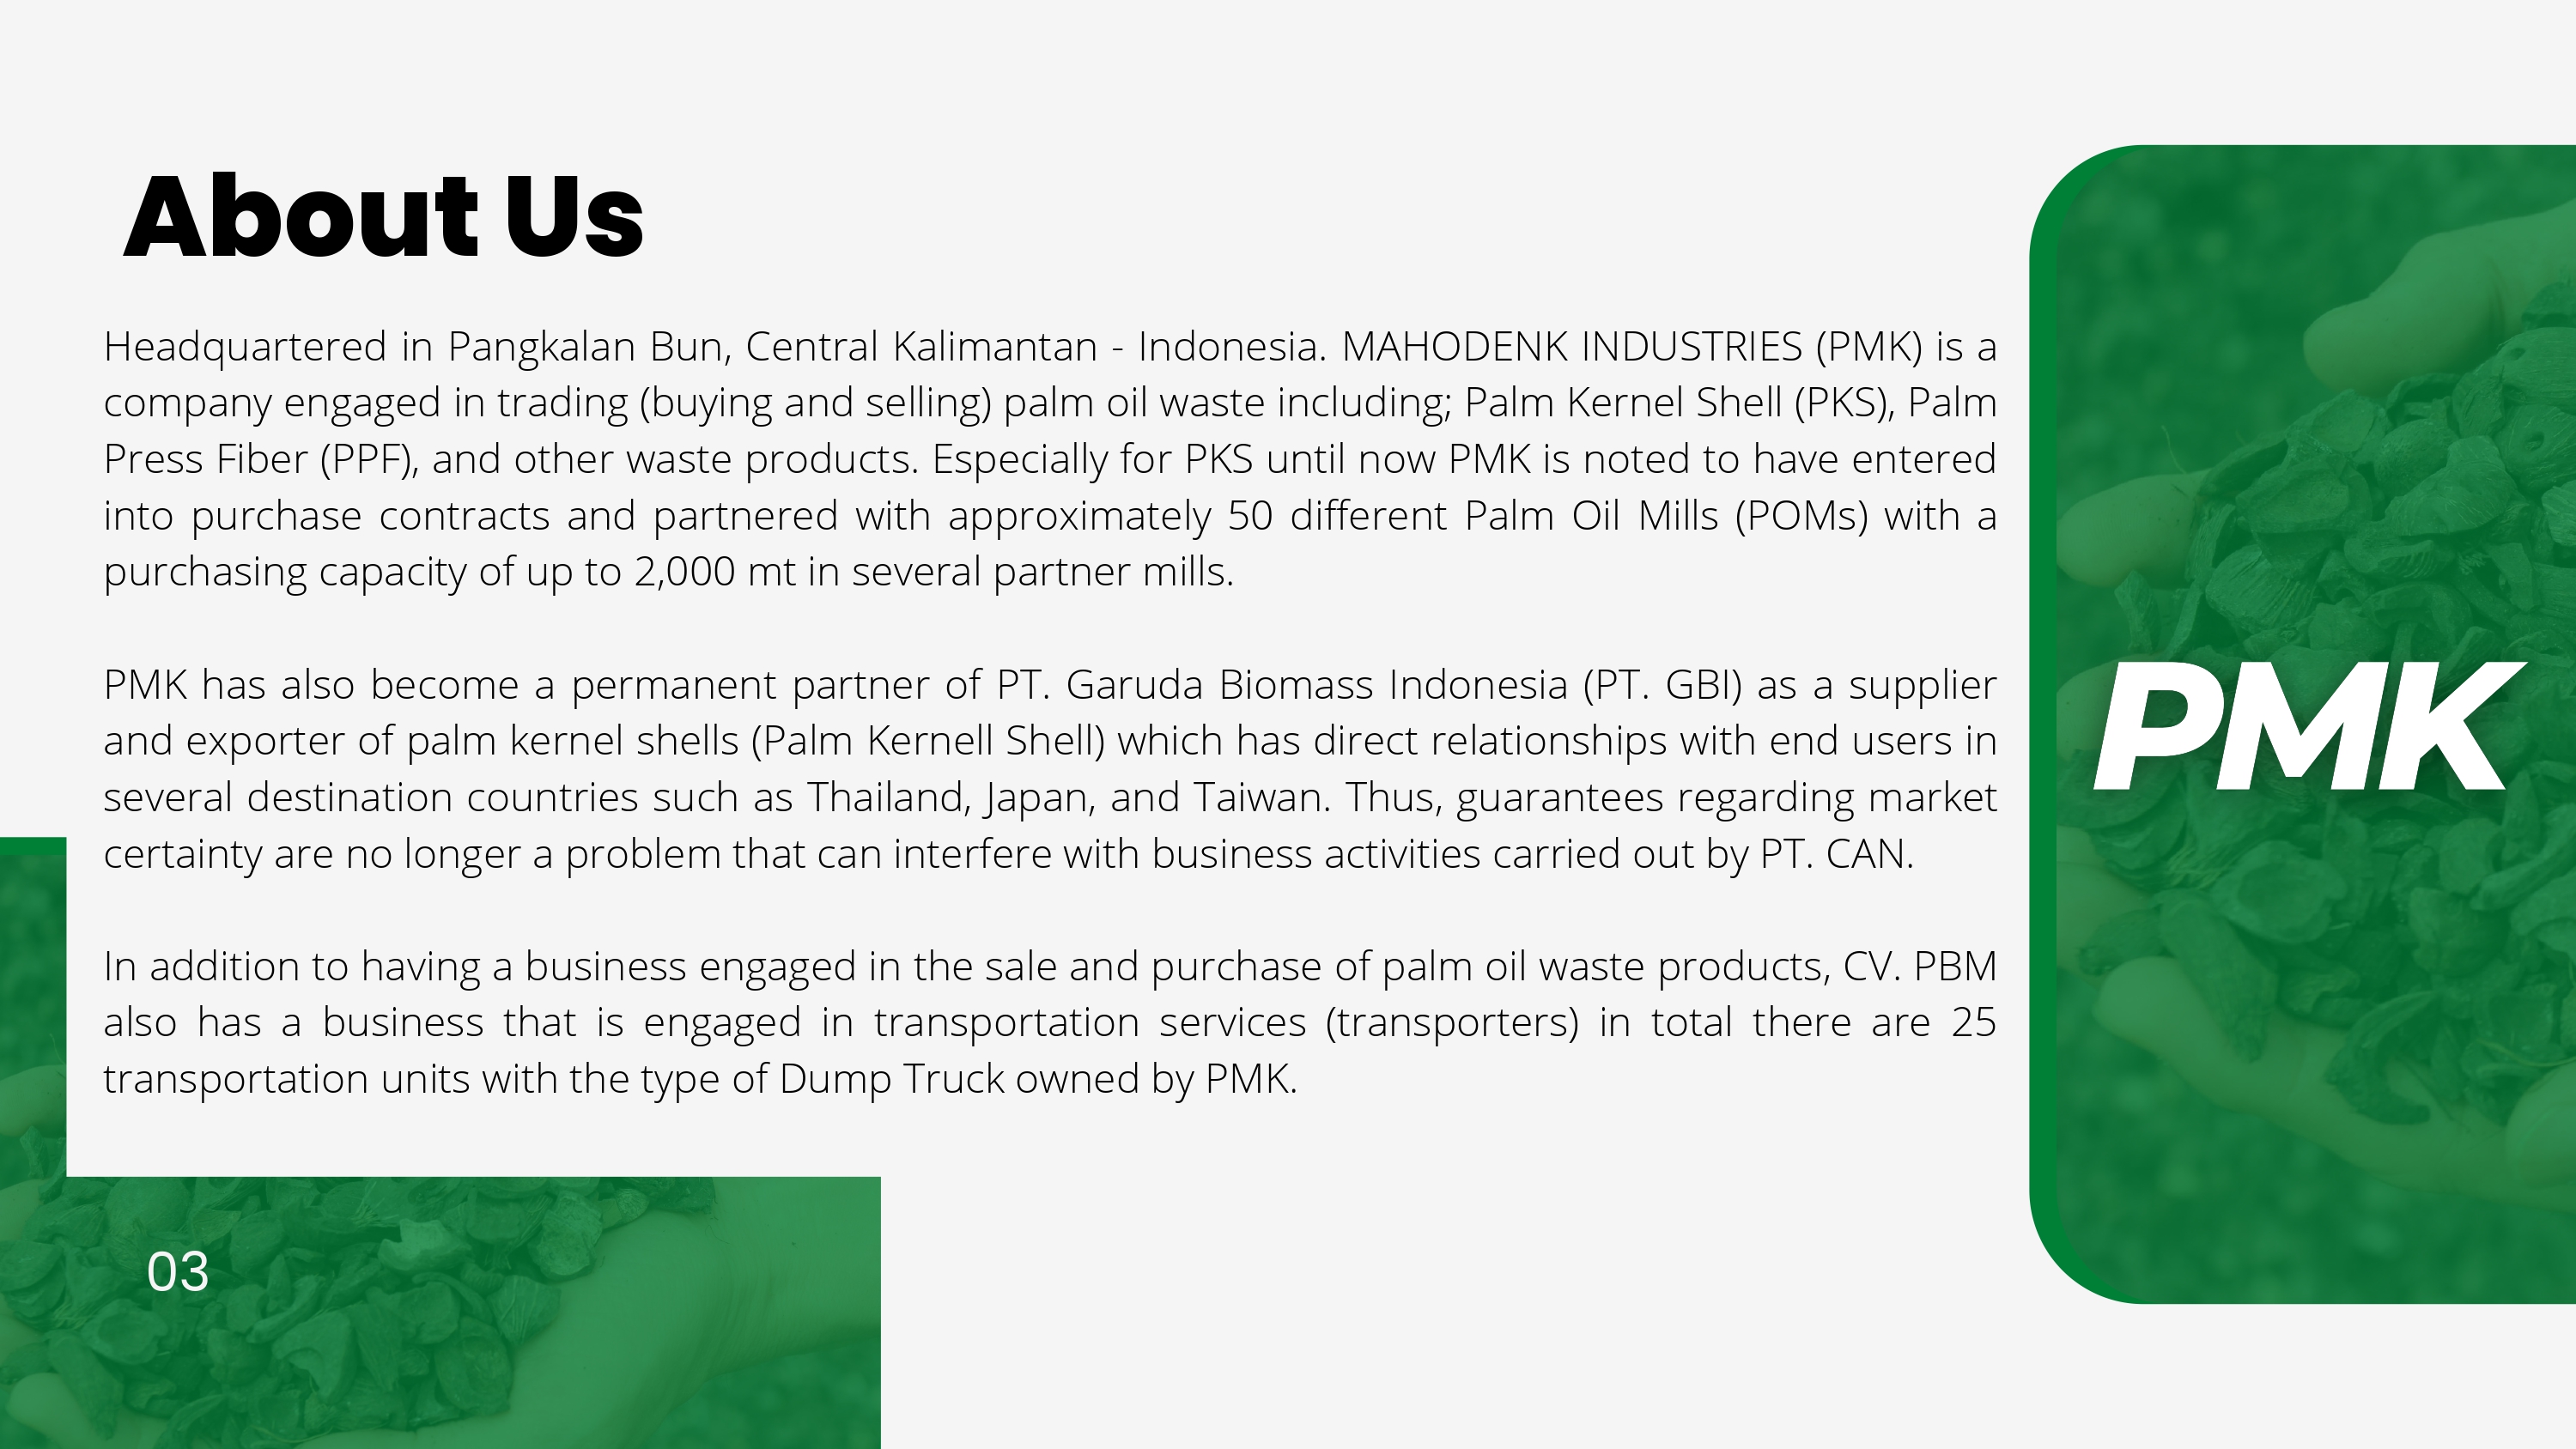 About Us
Headquartered in Pangkalan Bun, Central Kalimantan - Indonesia. MAHODENK INDUSTRIES (PMK) is a
company engaged in trading (buying and selling) palm oil waste including; Palm Kernel Shell (PKS), Palm
Press Fiber (PPF), and other waste products. Especially for PKS until now PMK is noted to have entered
into purchase contracts and partnered with approximately 50 different Palm Oil Mills (POMs) with a
purchasing capacity of up to 2,000 mt in several partner mills.
PMK has also become a permanent partner of PT. Garuda Biomass Indonesia (PT. GBI) as a supplier
and exporter of palm kernel shells (Palm Kernell Shell) which has direct relationships with end users in
several destination countries such as Thailand, Japan, and Taiwan. Thus, guarantees regarding market
certainty are no longer a problem that can interfere with business activities carried out by PT. CAN.
In addition to having a business engaged in the sale and purchase of palm oil waste products, CV. PBM
also has a business that is engaged in transportation services (transporters) in total there are 25
transportation units with the type of Dump Truck owned by PMK.
PMK
03